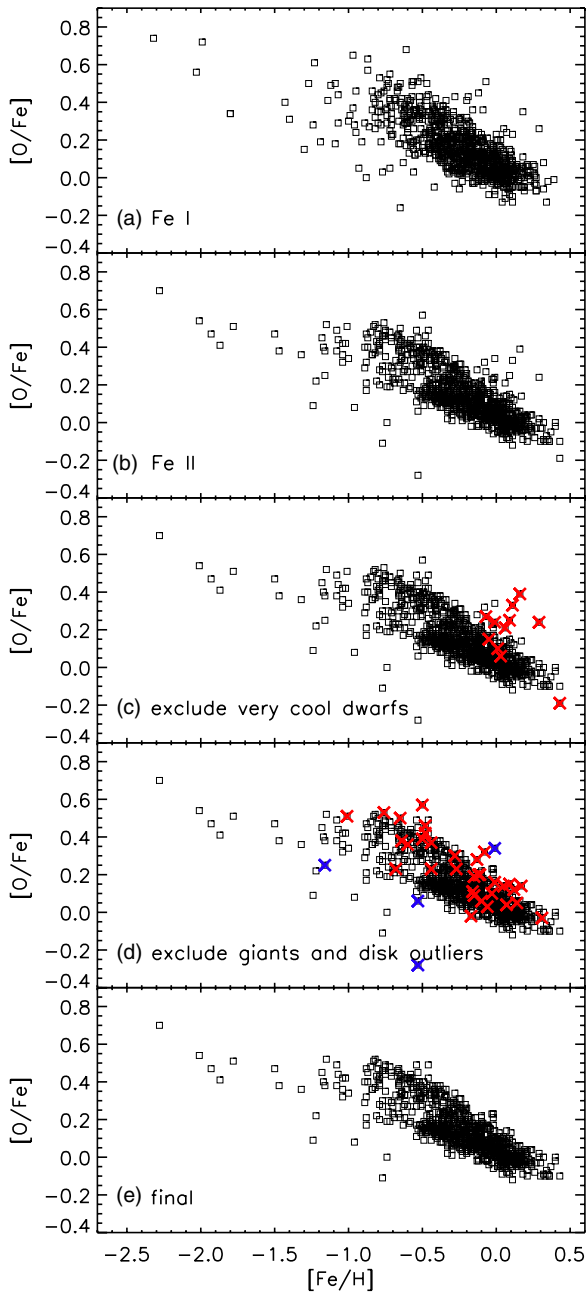 0.8
0.6
0.4
0.2
0.0
−0.2
−0.4
[O/Fe]
(a) Fe I
0.8
0.6
0.4
0.2
0.0
−0.2
−0.4
[O/Fe]
(b) Fe II
0.8
0.6
0.4
0.2
0.0
−0.2
−0.4
[O/Fe]
(c) exclude very cool dwarfs
0.8
0.6
0.4
0.2
0.0
−0.2
−0.4
[O/Fe]
(d) exclude giants and disk outliers
0.8
0.6
0.4
0.2
0.0
−0.2
−0.4
[O/Fe]
(e) final
−2.5 −2.0 −1.5 −1.0 −0.5 0.0 0.5
[Fe/H]